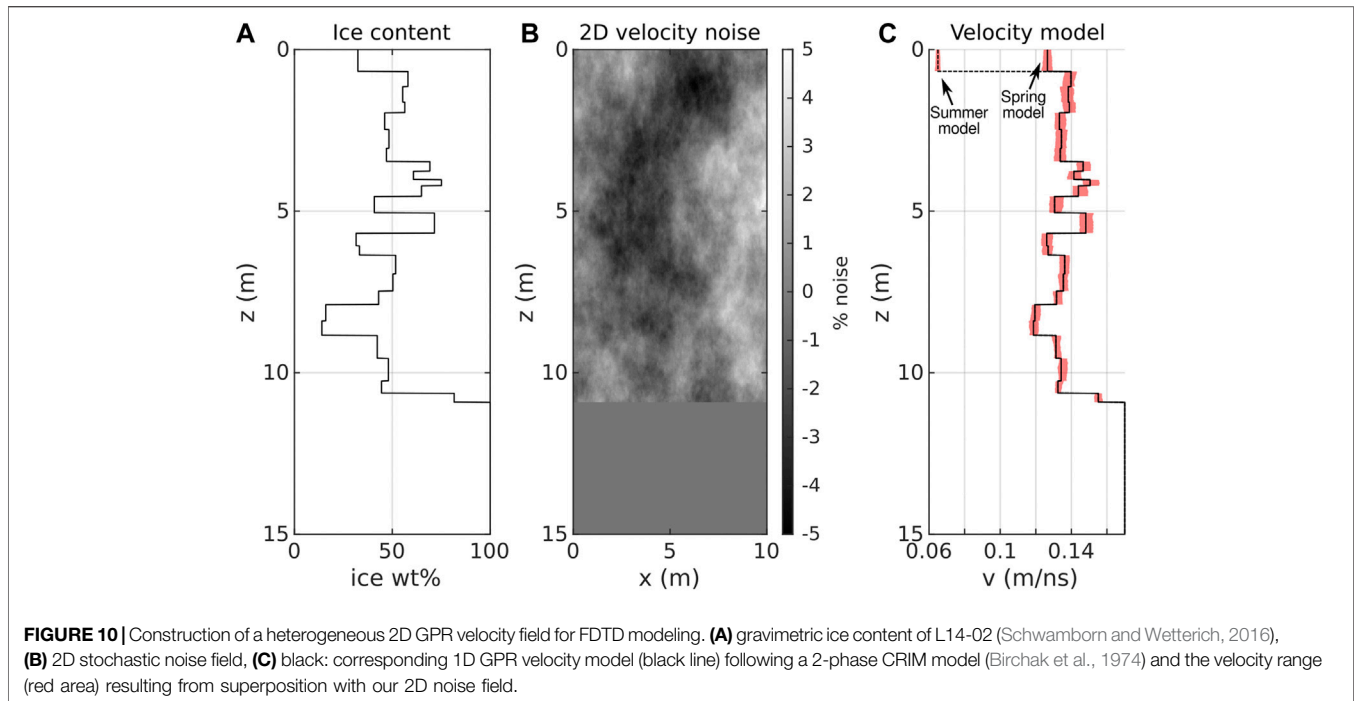 A Ice content
0
5
10
15
z (m)
0 50 100
ice wt%
B 2D velocity noise
0
5
10
15
z (m)
0 5 10
x (m)
5
4
3
2
1
0
-1
-2
-3
-4
-5
% noise
C Velocity model
0
5
10
15
z (m)
Summer
model
Spring
model
0.06 0.1 0.14
v (m/ns)
FIGURE 10 | Construction of a heterogeneous 2D GPR velocity field for FDTD modeling. (A) gravimetric ice content of L14-02 (Schwamborn and Wetterich, 2016),
(B) 2D stochastic noise field, (C) black: corresponding 1D GPR velocity model (black line) following a 2-phase CRIM model (Birchak et al., 1974) and the velocity range
(red area) resulting from superposition with our 2D noise field.